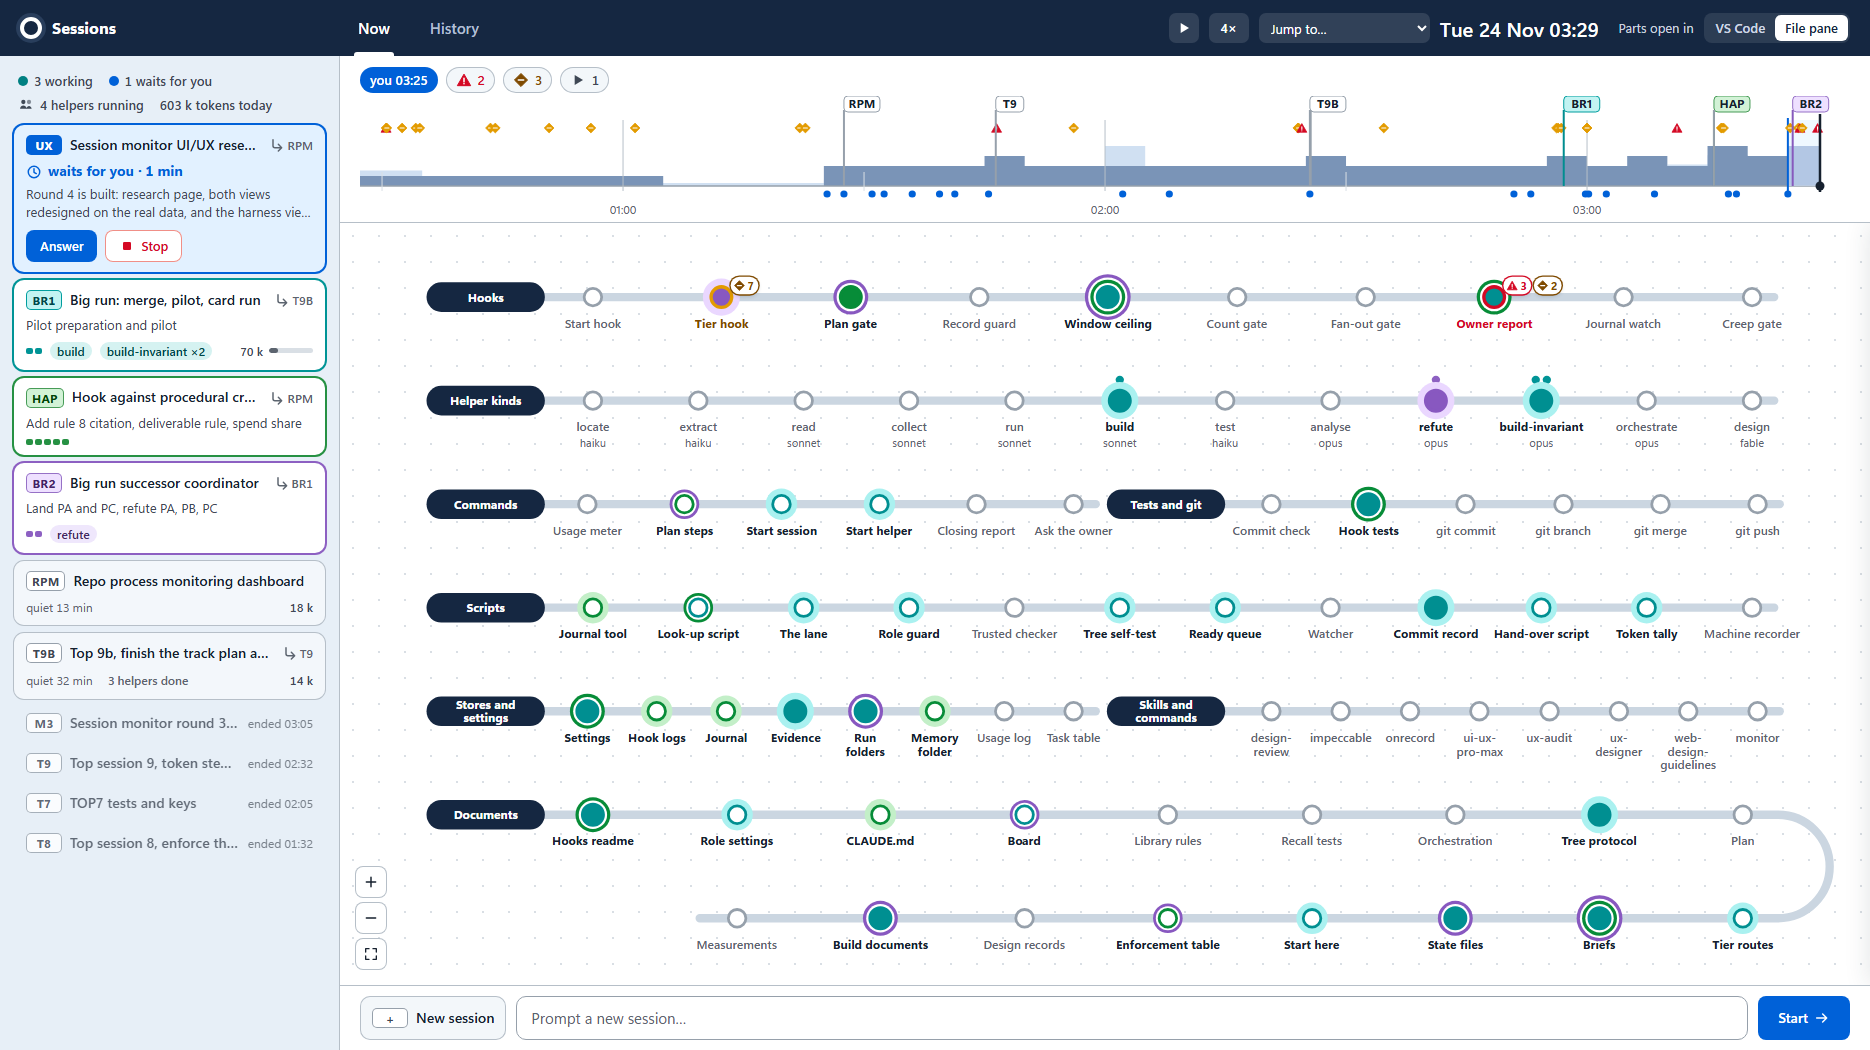 Sessions
Now
History
4×
Jump to...
Tue 24 Nov 03:29
Parts open in
VS Code
File pane
3 working
1 waits for you
4 helpers running
603 k tokens today
UX
Session monitor UI/UX rese...
RPM
waits for you · 1 min
Round 4 is built: research page, both views
redesigned on the real data, and the harness vie...
Answer
Stop
BR1
Big run: merge, pilot, card run
T9B
Pilot preparation and pilot
build
build-invariant ×2
70 k
HAP
Hook against procedural cr...
RPM
Add rule 8 citation, deliverable rule, spend share
BR2
Big run successor coordinator
BR1
Land PA and PC, refute PA, PB, PC
refute
RPM
Repo process monitoring dashboard
quiet 13 min
18 k
T9B
Top 9b, finish the track plan a...
T9
quiet 32 min
3 helpers done
14 k
M3
Session monitor round 3...
ended 03:05
T9
Top session 9, token ste...
ended 02:32
T7
TOP7 tests and keys
ended 02:05
T8
Top session 8, enforce th...
ended 01:32
you 03:25
2
3
1
RPM
T9
T9B
BR1
HAP
BR2
01:00
02:00
03:00
Hooks
7
3
2
Start hook
Tier hook
Plan gate
Record guard
Window ceiling
Count gate
Fan-out gate
Owner report
Journal watch
Creep gate
Helper kinds
locate
haiku
extract
haiku
read
sonnet
collect
sonnet
run
sonnet
build
sonnet
test
haiku
analyse
opus
refute
opus
build-invariant
opus
orchestrate
opus
design
fable
Commands
Usage meter
Plan steps
Start session
Start helper
Closing report
Ask the owner
Tests and git
Commit check
Hook tests
git commit
git branch
git merge
git push
Scripts
Journal tool
Look-up script
The lane
Role guard
Trusted checker
Tree self-test
Ready queue
Watcher
Commit record
Hand-over script
Token tally
Machine recorder
Stores and
settings
Settings
Hook logs
Journal
Evidence
Run
folders
Memory
folder
Usage log
Task table
Skills and
commands
design-
review
impeccable
onrecord
ui-ux-
pro-max
ux-audit
ux-
designer
web-
design-
guidelines
monitor
Documents
Hooks readme
Role settings
CLAUDE.md
Board
Library rules
Recall tests
Orchestration
Tree protocol
Plan
Measurements
Build documents
Design records
Enforcement table
Start here
State files
Briefs
Tier routes
+
−
+
New session
Prompt a new session...
Start →